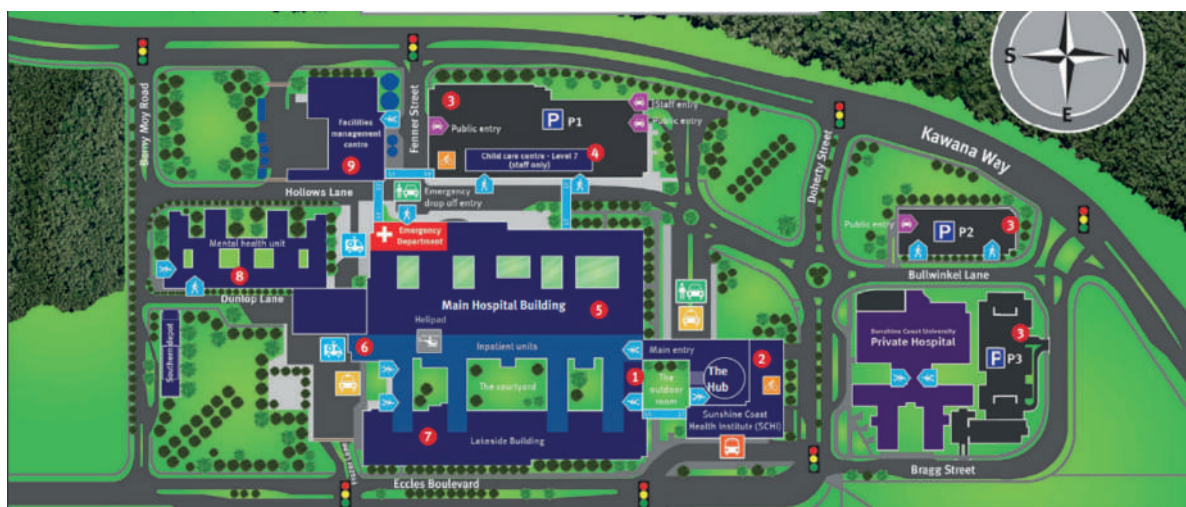 S
N
E
Kawana Way
Barny Moy Road
Fenner Street
Doherty Street
Facilities
management
centre
9
3
P
P1
Public entry
Staff entry
Public entry
Child care centre - Level 7
(staff only)
4
Hollows Lane
Emergency
drop off entry
Emergency
Department
Mental health unit
8
Dunlop Lane
Southern depot
Main Hospital Building
5
Helipad
6
Inpatient units
The courtyard
7
Lakeside Building
Main entry
1
The
outdoor
room
2
The
Hub
Sunshine Coast
Health Institute (SCHI)
Public entry
P
P2
3
Bullwinkel Lane
Sunshine Coast University
Private Hospital
3
P
P3
Bragg Street
Eccles Boulevard